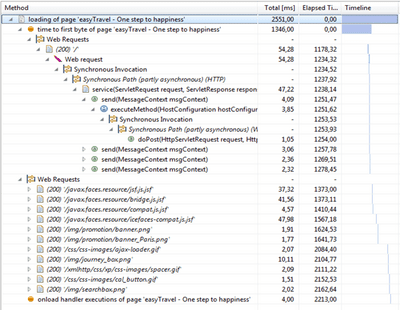 Method Total [ms] Elapsed Ti... Timeline
loading of page 'easyTravel - One step to happiness' 2551,00 0,00
time to first byte of page 'easyTravel - One step to happiness' 1346,00 0,00
Web Requests - -
(200) '/' 54,28 1178,32
Web request 54,28 1234,32
Synchronous Invocation - 1234,52
Synchronous Path (partly asynchronous) (HTTP) - 1237,92
service(ServletRequest request, ServletResponse respon 47,22 1238,14
send(MessageContext msgContext) 4,09 1251,47
executeMethod(HostConfiguration hostConfigur 3,85 1251,62
Synchronous Invocation - 1253,53
Synchronous Path (partly asynchronous) (V - 1253,93
doPost(HttpServletRequest request, Htt 1,05 1254,00
send(MessageContext msgContext) 3,06 1257,78
send(MessageContext msgContext) 2,36 1269,51
send(MessageContext msgContext) 2,32 1278,45
Web Requests - -
(200) '/javax.faces.resource/jsf.js.jsf' 37,32 1373,00
(200) '/javax.faces.resource/bridge.js.jsf' 41,56 1373,11
(200) '/javax.faces.resource/compat.js.jsf' 4,57 1410,44
(200) '/javax.faces.resource/icefaces-compat.js.jsf' 47,98 1567,18
(200) '/img/promotion/banner.png' 1,91 1624,53
(200) '/img/promotion/banner_Paris.png' 1,77 1641,73
(200) '/css/css-images/ajax-loader.gif' 2,07 2084,40
(200) '/img/journey_box.png' 10,11 2104,77
(200) '/xmlhttp/css/xp/css-images/spacer.gif' 2,09 2111,22
(200) '/css/css-images/cal_button.gif' 1,51 2152,53
(200) '/img/searchbox.png' 2,02 2162,64
onload handler executions of page 'easyTravel - One step to happiness' 4,00 2213,00